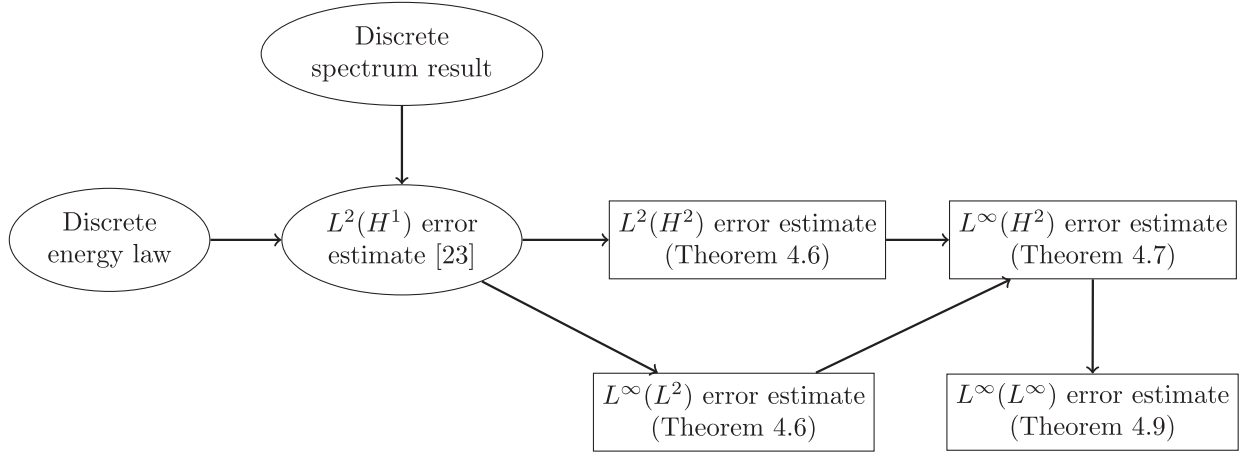 Discrete
spectrum result
Discrete
energy law
L²(H¹) error
estimate [23]
L²(H²) error estimate
(Theorem 4.6)
L∞(H²) error estimate
(Theorem 4.7)
L∞(L²) error estimate
(Theorem 4.6)
L∞(L∞) error estimate
(Theorem 4.9)